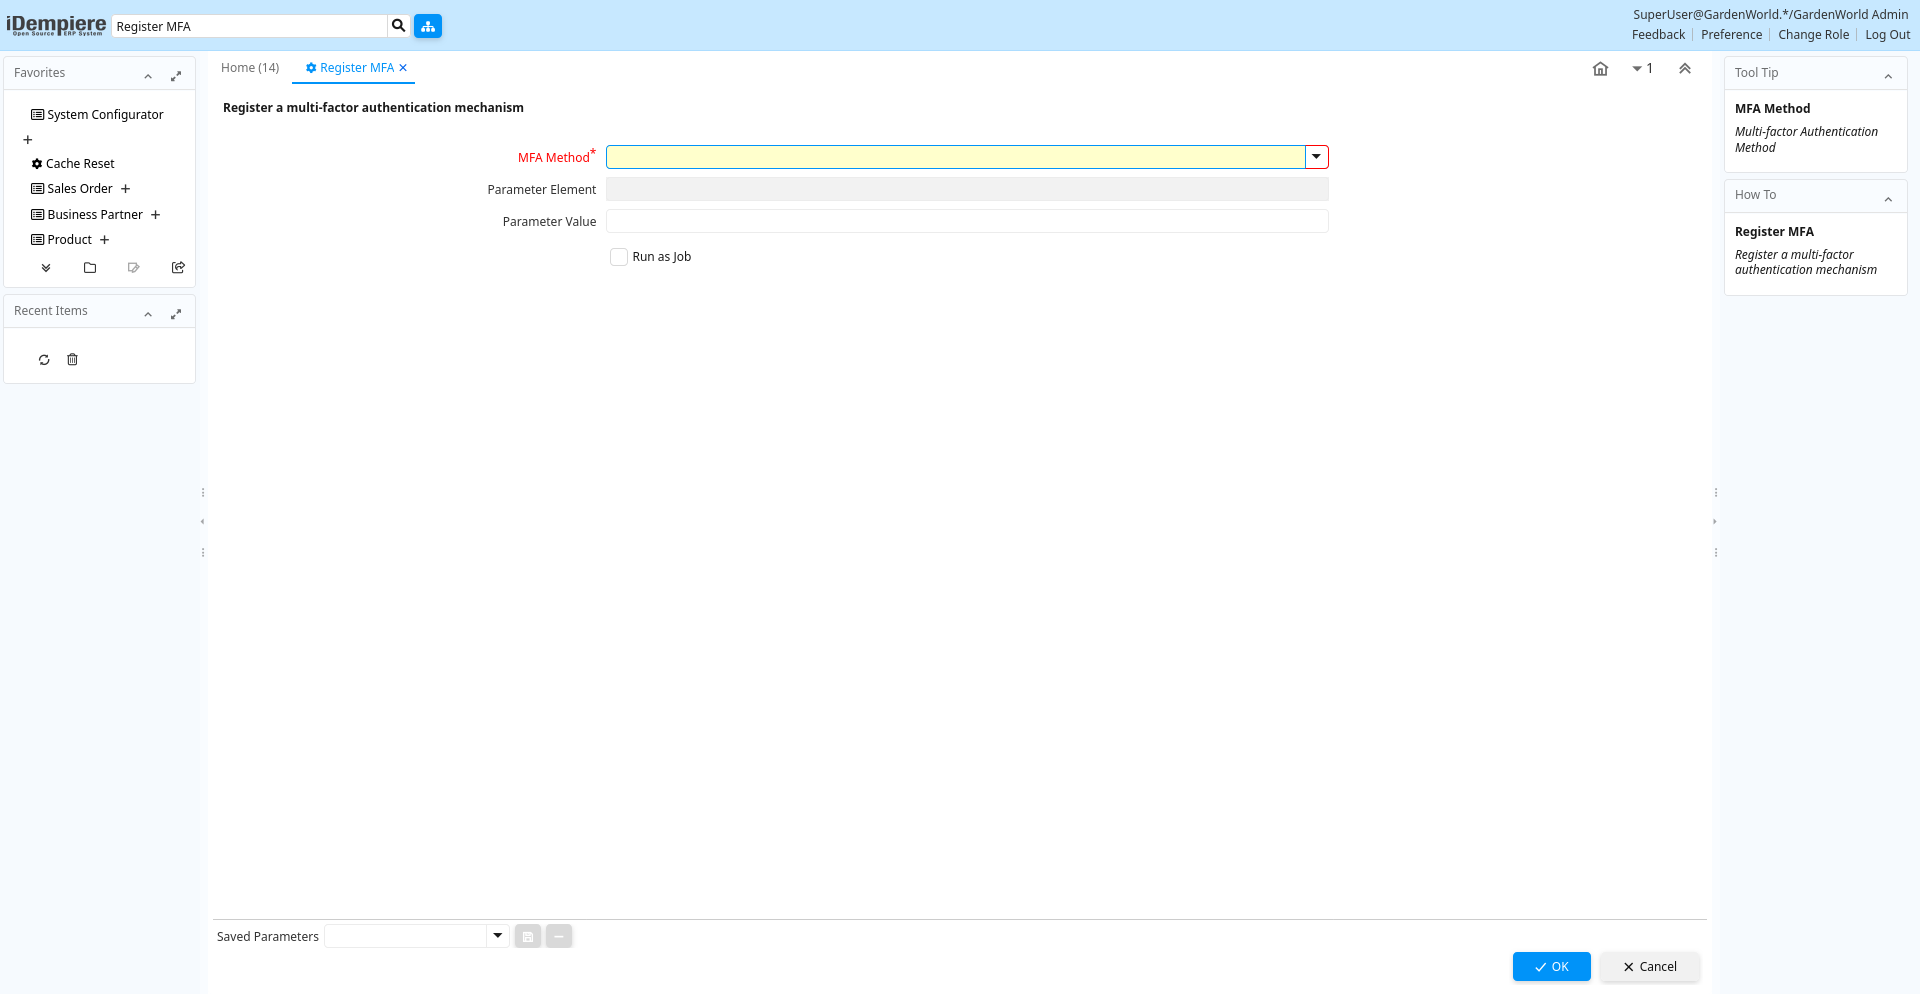 iDempiere
Open Source ERP System
Register MFA
SuperUser@GardenWorld.*/GardenWorld Admin
Feedback
Preference
Change Role
Log Out
Favorites
System Configurator
Cache Reset
Sales Order
Business Partner
Product
Recent Items
Home (14)
Register MFA
1
Register a multi-factor authentication mechanism
MFA Method*
Parameter Element
Parameter Value
Run as Job
Saved Parameters
OK
Cancel
Tool Tip
MFA Method
Multi-factor Authentication
Method
How To
Register MFA
Register a multi-factor
authentication mechanism